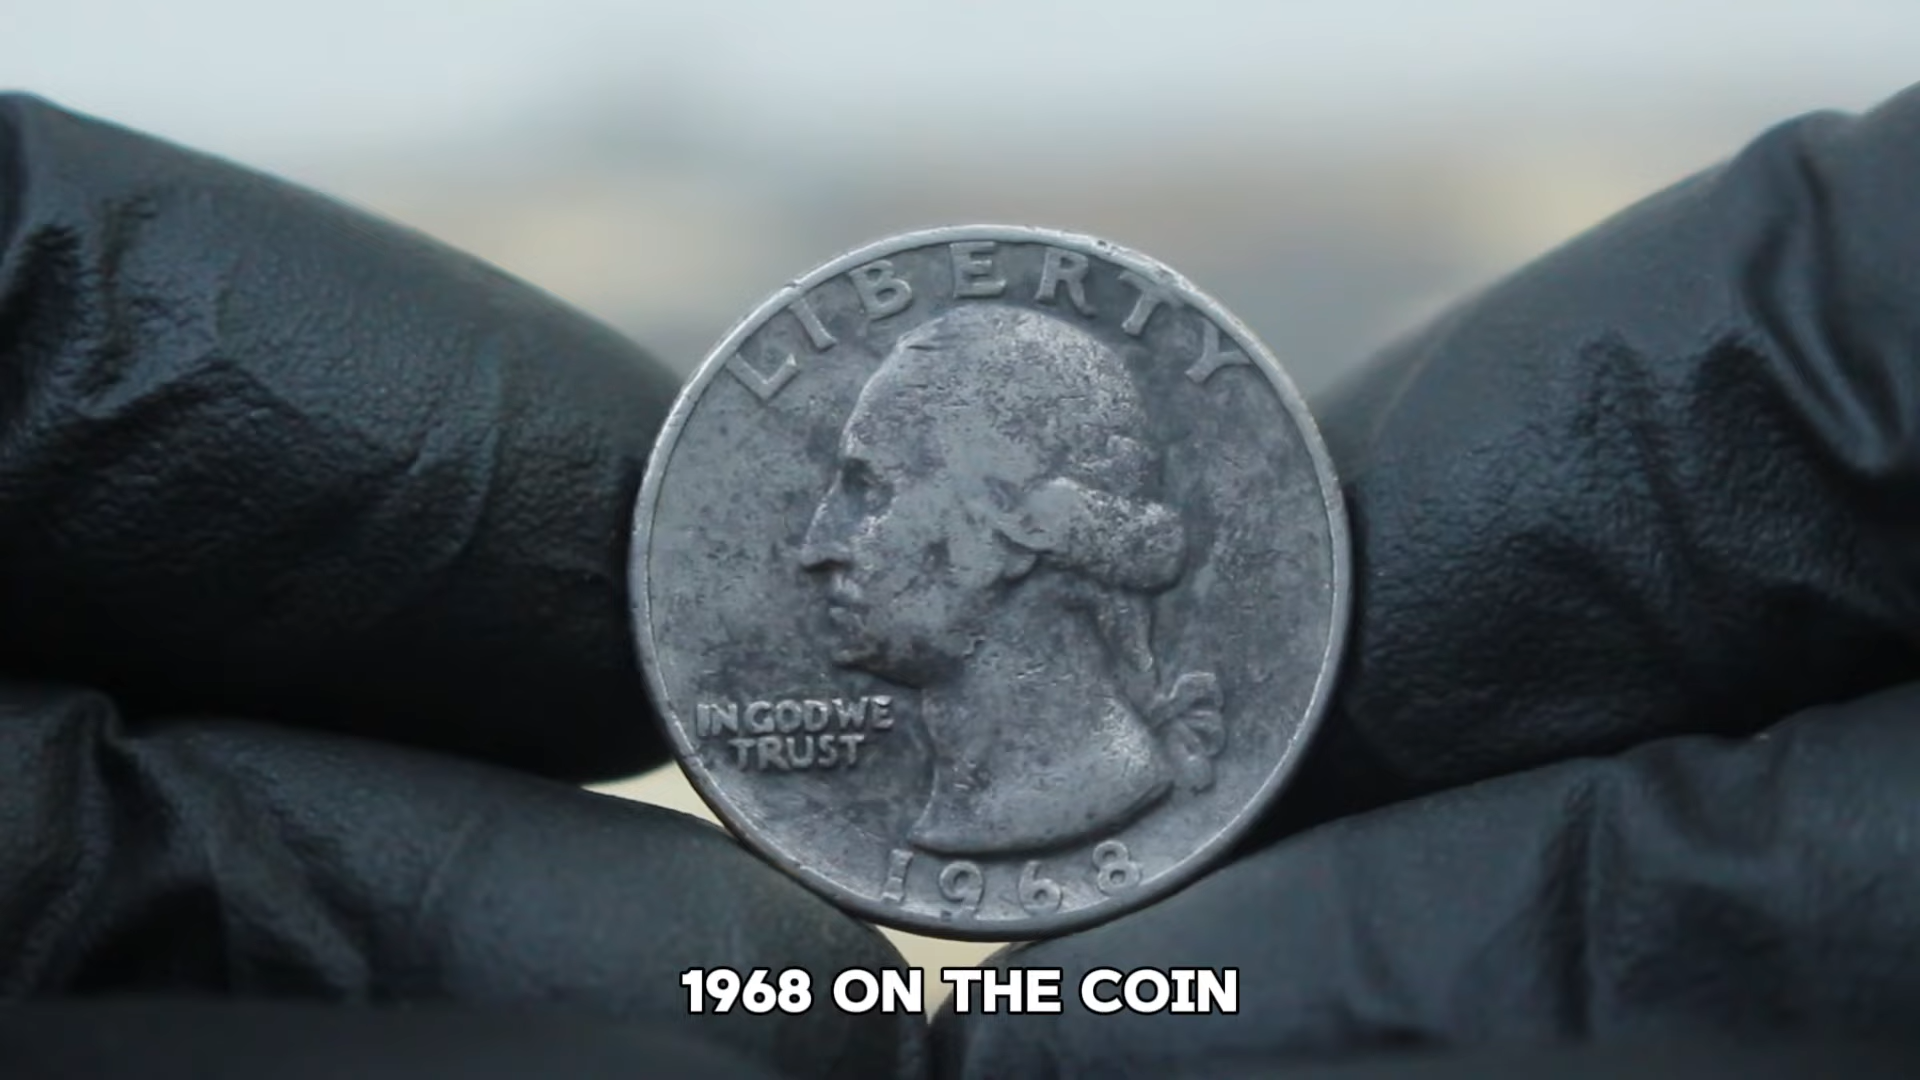 LIBERTY
IN GOD WE
TRUST
1968
1968 ON THE COIN